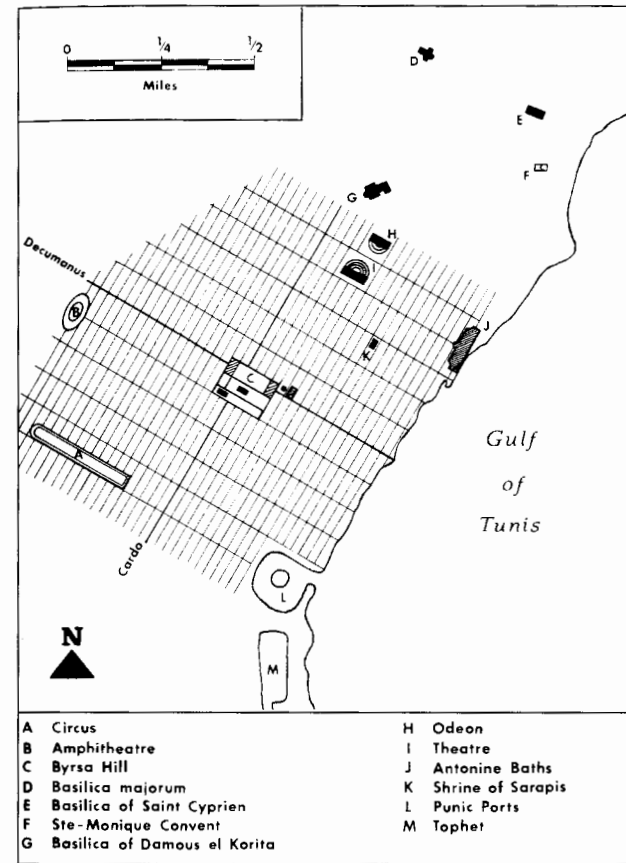 0 1/4 1/2
Miles
D
E
F
G
H
I
Decumanus
J
B
K
C
Gulf
of
Tunis
A
Cardo
L
N
M
A Circus
B Amphitheatre
C Byrsa Hill
D Basilica majorum
E Basilica of Saint Cyprien
F Ste-Monique Convent
G Basilica of Damous el Korita
H Odeon
I Theatre
J Antonine Baths
K Shrine of Sarapis
L Punic Ports
M Tophet